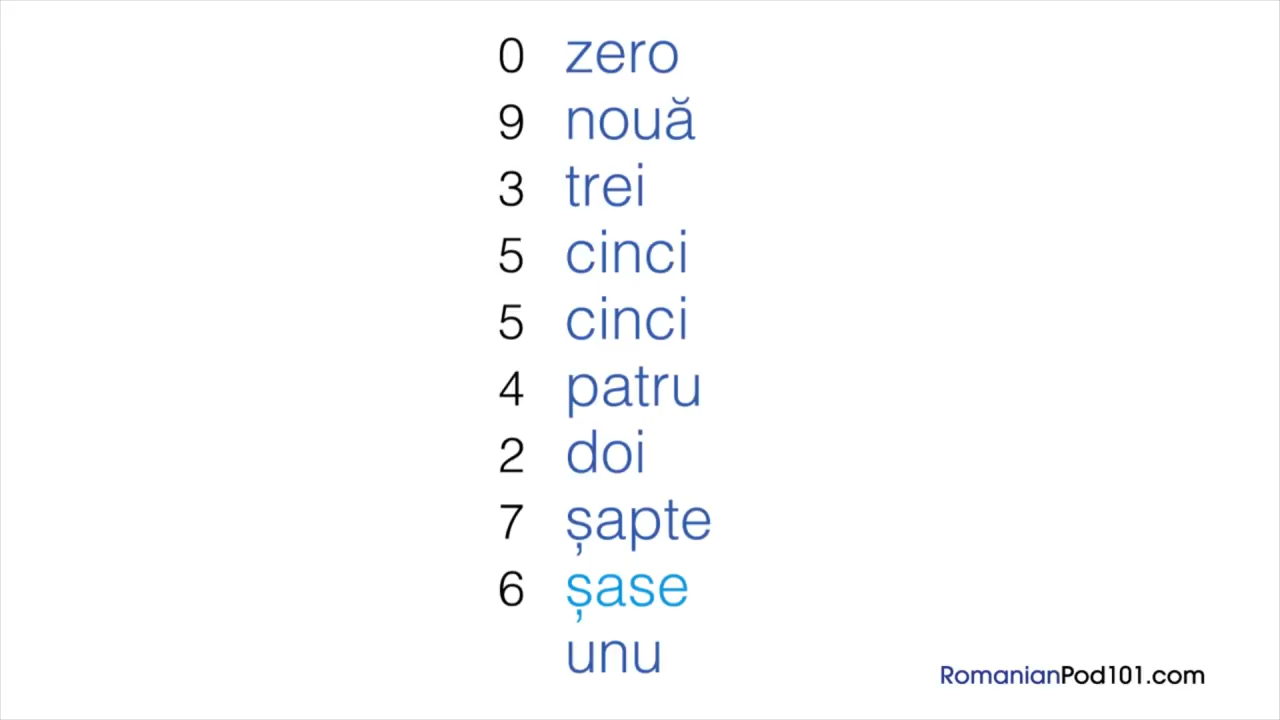 0 zero
9 nouă
3 trei
5 cinci
5 cinci
4 patru
2 doi
7 șapte
6 șase
unu
RomanianPod101.com